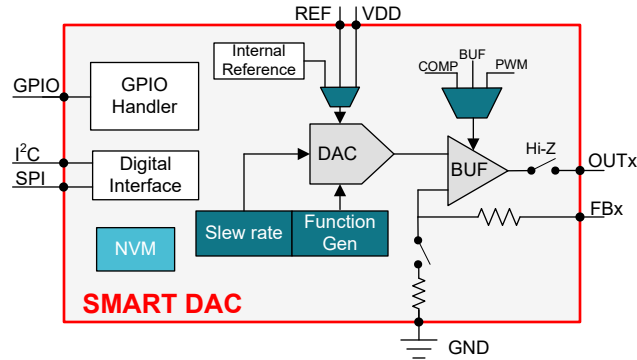 REF VDD
Internal
Reference
COMP
BUF
PWM
GPIO
GPIO
Handler
I²C
SPI
Digital
Interface
DAC
BUF
Hi-Z
OUTx
FBx
Slew rate
Function
Gen
NVM
SMART DAC
GND